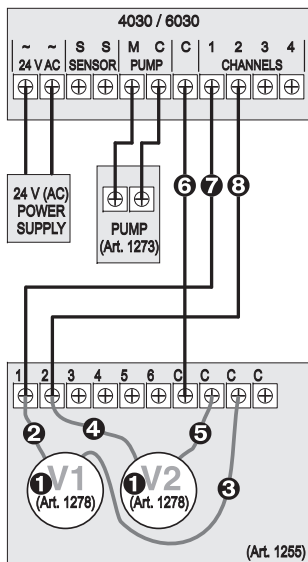 4030 / 6030
~ ~ S S M C C 1 2 3 4
24 V AC SENSOR PUMP CHANNELS
6 7 8
24 V (AC)
POWER
SUPPLY
PUMP
(Art. 1273)
1 2 3 4 5 6 C C C C
2 4 5
1 V1 1 V2 3
(Art. 1278) (Art. 1278)
(Art. 1255)